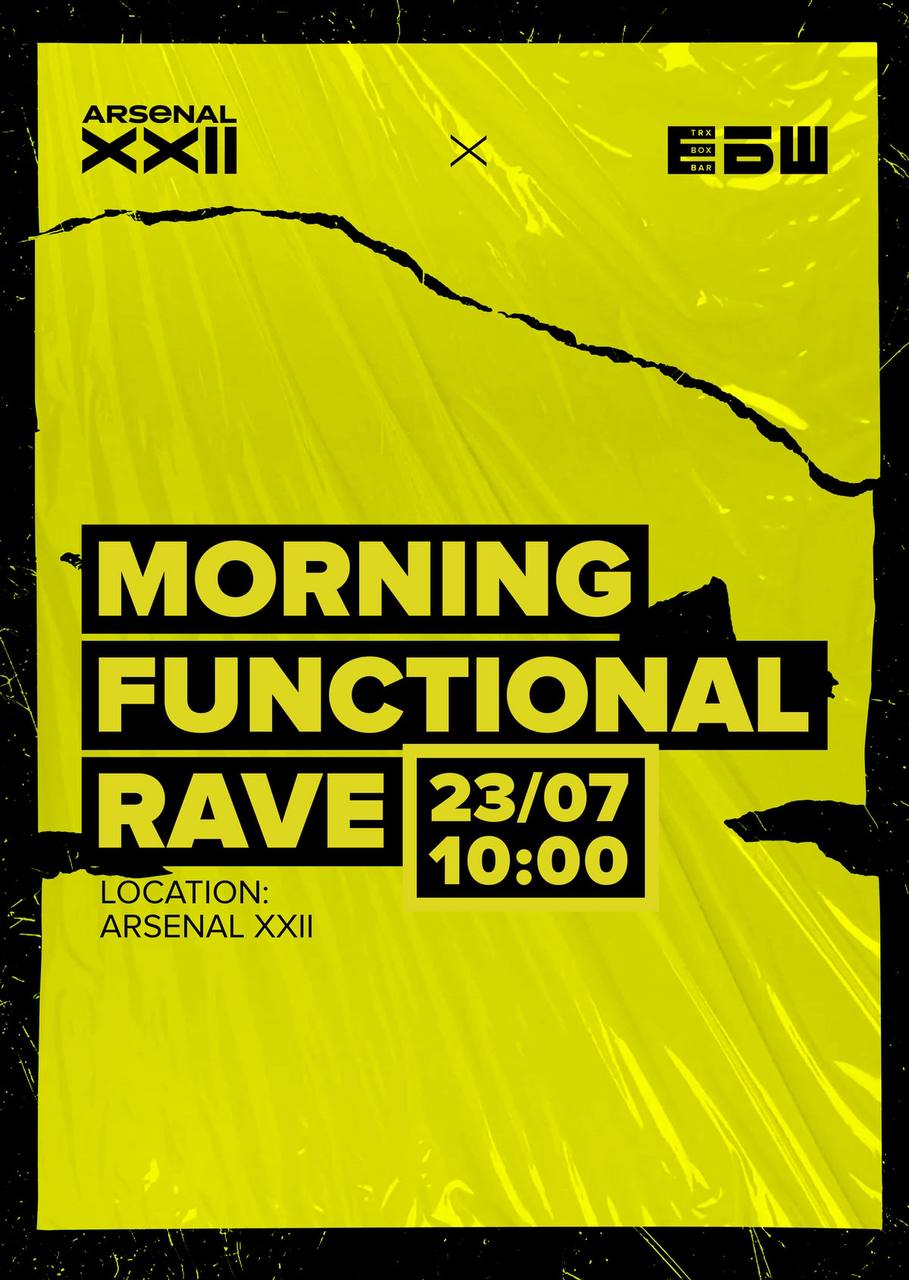 ARSENAL
XXII
X
TRX
BOX
BAR
ЕБШ
MORNING
FUNCTIONAL
RAVE
23/07
10:00
LOCATION:
ARSENAL XXII